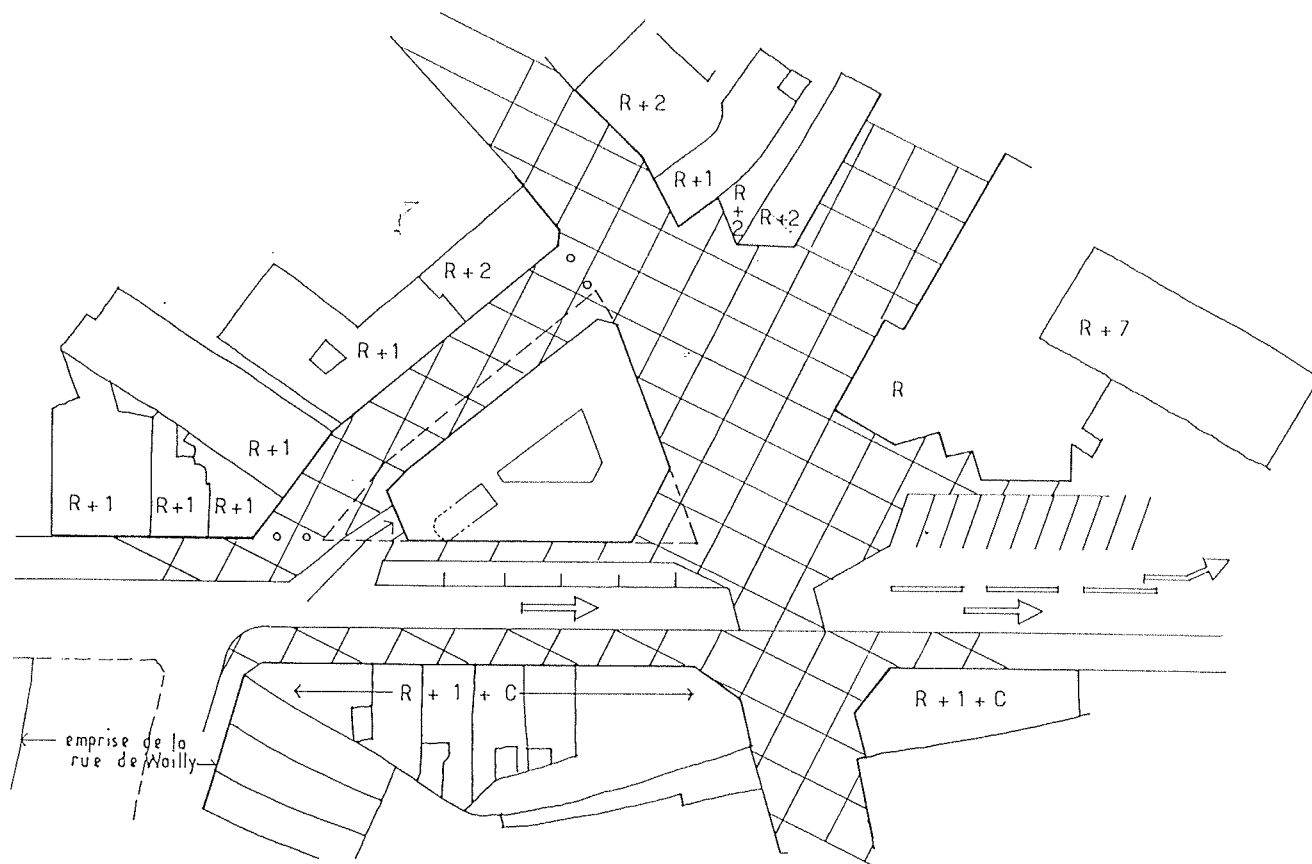 R + 2
R + 1
R + 2
R + 2
R + 2
R + 7
R + 1
R
R + 1
R + 1
R + 1
R + 1
R + 1 + C
R + 1 + C
emprise de la
rue de Wailly